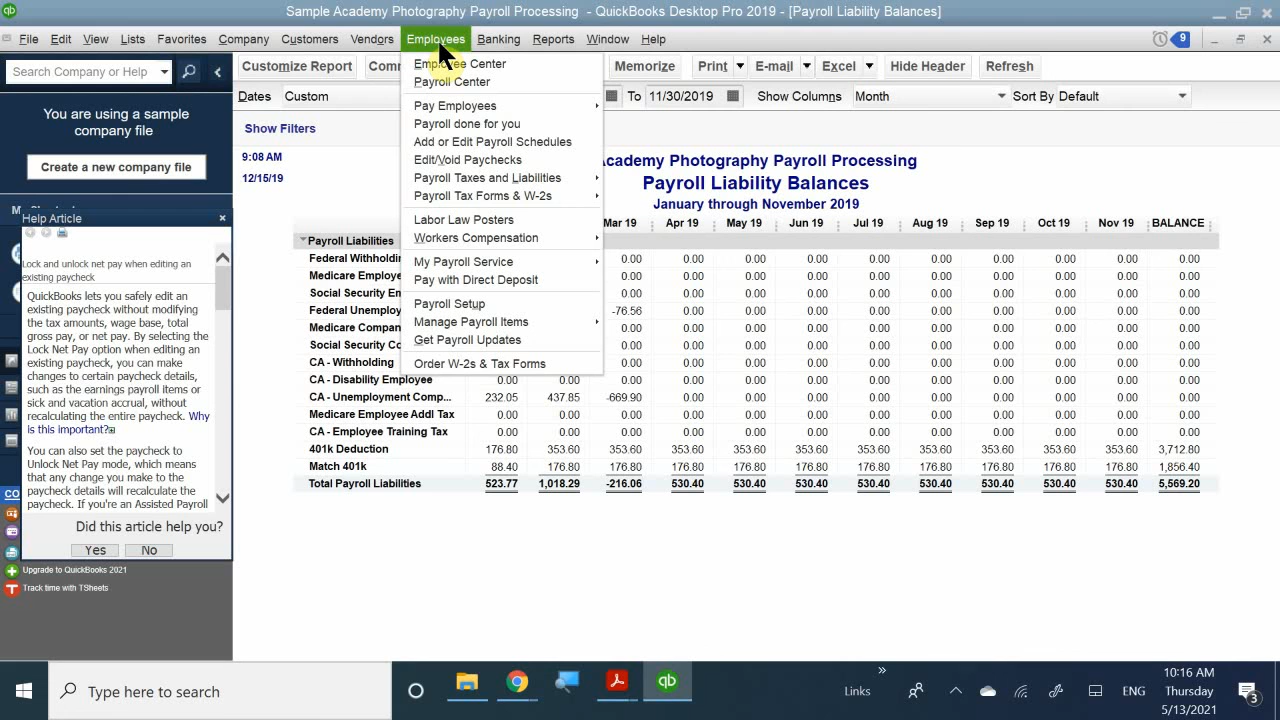 Sample Academy Photography Payroll Processing - QuickBooks Desktop Pro 2019 - [Payroll Liability Balances]
File Edit View Lists Favorites Company Customers Vendors Employees Banking Reports Window Help 9
Search Company or Help
You are using a sample
company file
Create a new company file
Help Article
Lock and unlock net pay when editing an
existing paycheck
QuickBooks lets you safely edit an
existing paycheck without modifying
the tax amounts, wage base, total
gross pay, or net pay. By selecting the
Lock Net Pay option when editing an
existing paycheck, you can make
changes to certain paycheck details,
such as the earnings payroll items or
sick and vacation accrual, without
recalculating the entire paycheck. Why
is this important?
You can also set the paycheck to
Unlock Net Pay mode, which means
that any change you make to the
paycheck details will recalculate the
paycheck. If you're an Assisted Payroll
Did this article help you?
Yes No
Upgrade to QuickBooks 2021
Track time with TSheets
Employee Center
Payroll Center
Pay Employees
Payroll done for you
Add or Edit Payroll Schedules
Edit/Void Paychecks
Payroll Taxes and Liabilities
Payroll Tax Forms & W-2s
Labor Law Posters
Workers Compensation
My Payroll Service
Pay with Direct Deposit
Payroll Setup
Manage Payroll Items
Get Payroll Updates
Order W-2s & Tax Forms
Customize Report Comm Memorize Print E-mail Excel Hide Header Refresh
Dates Custom To 11/30/2019 Show Columns Month Sort By Default
Show Filters
9:08 AM
12/15/19
Academy Photography Payroll Processing
Payroll Liability Balances
January through November 2019
Mar 19 Apr 19 May 19 Jun 19 Jul 19 Aug 19 Sep 19 Oct 19 Nov 19 BALANCE
Payroll Liabilities
Federal Withholding 0.00 0.00 0.00 0.00 0.00 0.00 0.00 0.00 0.00 0.00
Medicare Employe 0.00 0.00 0.00 0.00 0.00 0.00 0.00 0.00 0.00 0.00
Social Security En 0.00 0.00 0.00 0.00 0.00 0.00 0.00 0.00 0.00 0.00
Federal Unemploy -76.56 0.00 0.00 0.00 0.00 0.00 0.00 0.00 0.00 0.00
Medicare Compan 0.00 0.00 0.00 0.00 0.00 0.00 0.00 0.00 0.00 0.00
Social Security Co 0.00 0.00 0.00 0.00 0.00 0.00 0.00 0.00 0.00 0.00
CA - Withholding 0.00 0.00 0.00 0.00 0.00 0.00 0.00 0.00 0.00 0.00
CA - Disability Employee 0.00 0.00 0.00 0.00 0.00 0.00 0.00 0.00 0.00 0.00 0.00 0.00
CA - Unemployment Comp... 232.05 437.85 -669.90 0.00 0.00 0.00 0.00 0.00 0.00 0.00 0.00 0.00
Medicare Employee Addl Tax 0.00 0.00 0.00 0.00 0.00 0.00 0.00 0.00 0.00 0.00 0.00 0.00
CA - Employee Training Tax 0.00 0.00 0.00 0.00 0.00 0.00 0.00 0.00 0.00 0.00 0.00 0.00
401k Deduction 176.80 353.60 353.60 353.60 353.60 353.60 353.60 353.60 353.60 353.60 353.60 3,712.80
Match 401k 88.40 176.80 176.80 176.80 176.80 176.80 176.80 176.80 176.80 176.80 176.80 1,856.40
Total Payroll Liabilities 523.77 1,018.29 -216.06 530.40 530.40 530.40 530.40 530.40 530.40 530.40 530.40 5,569.20
Type here to search
Links
ENG
10:16 AM
Thursday
5/13/2021
3